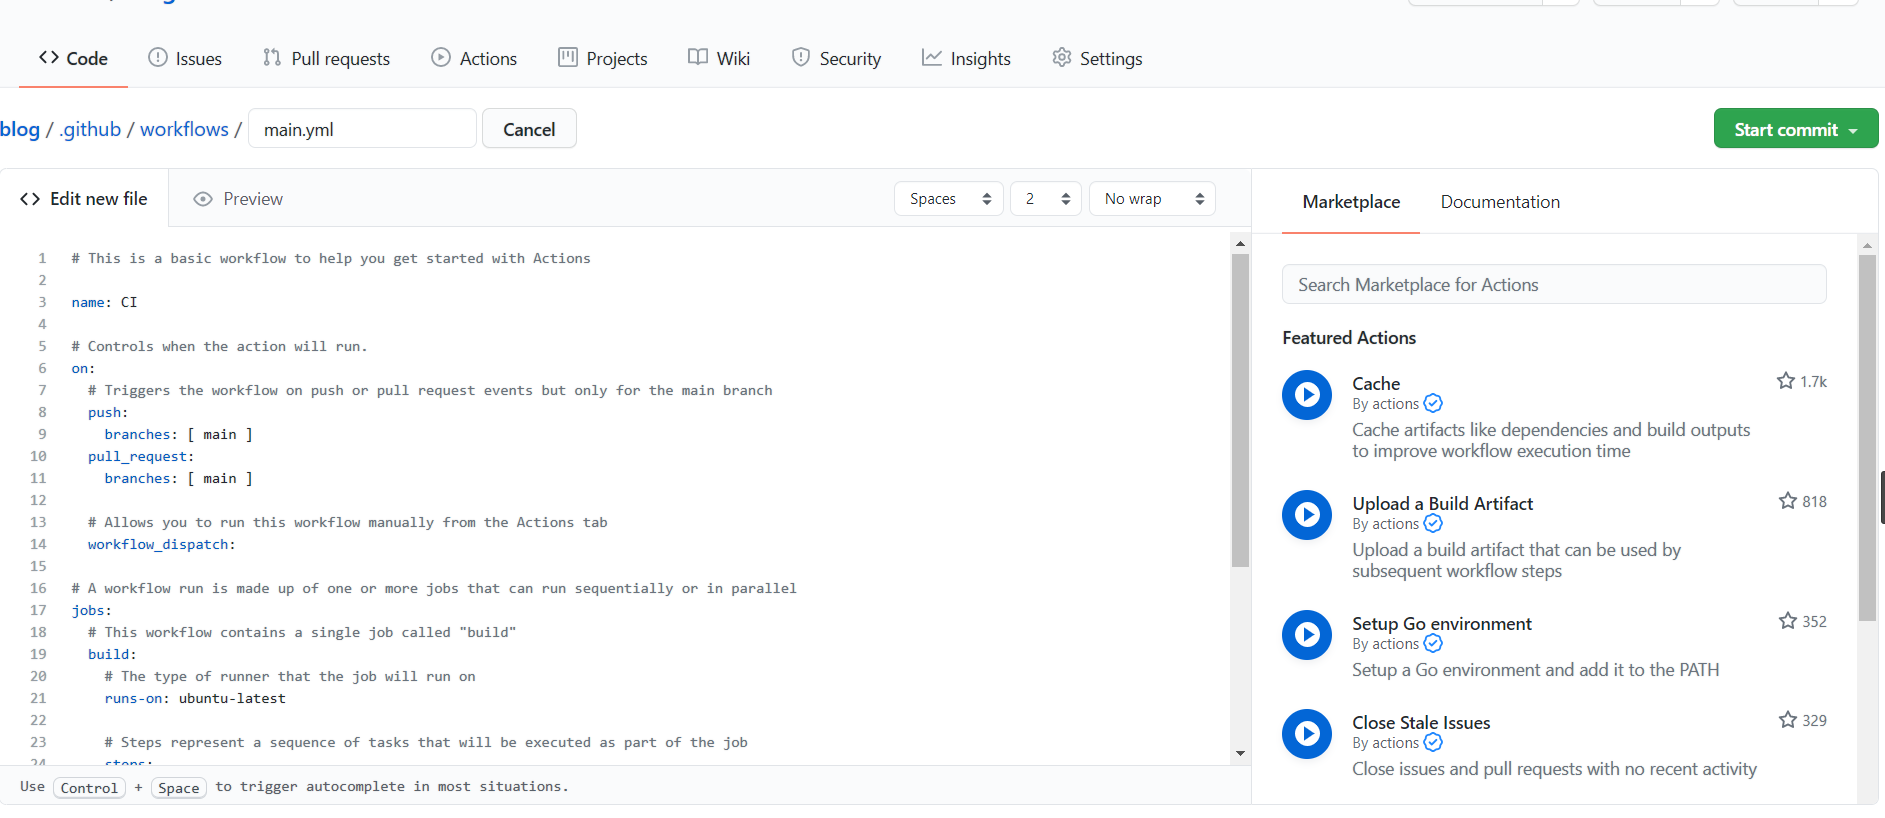 Code Issues Pull requests Actions Projects Wiki Security Insights Settings
blog / .github / workflows / main.yml Cancel Start commit
Edit new file Preview Spaces 2 No wrap
1 # This is a basic workflow to help you get started with Actions
2
3 name: CI
4
5 # Controls when the action will run.
6 on:
7 # Triggers the workflow on push or pull request events but only for the main branch
8 push:
9 branches: [ main ]
10 pull_request:
11 branches: [ main ]
12
13 # Allows you to run this workflow manually from the Actions tab
14 workflow_dispatch:
15
16 # A workflow run is made up of one or more jobs that can run sequentially or in parallel
17 jobs:
18 # This workflow contains a single job called "build"
19 build:
20 # The type of runner that the job will run on
21 runs-on: ubuntu-latest
22
23 # Steps represent a sequence of tasks that will be executed as part of the job
24 steps:
Use Control + Space to trigger autocomplete in most situations.
Marketplace Documentation
Search Marketplace for Actions
Featured Actions
Cache 1.7k
By actions
Cache artifacts like dependencies and build outputs
to improve workflow execution time
Upload a Build Artifact 818
By actions
Upload a build artifact that can be used by
subsequent workflow steps
Setup Go environment 352
By actions
Setup a Go environment and add it to the PATH
Close Stale Issues 329
By actions
Close issues and pull requests with no recent activity